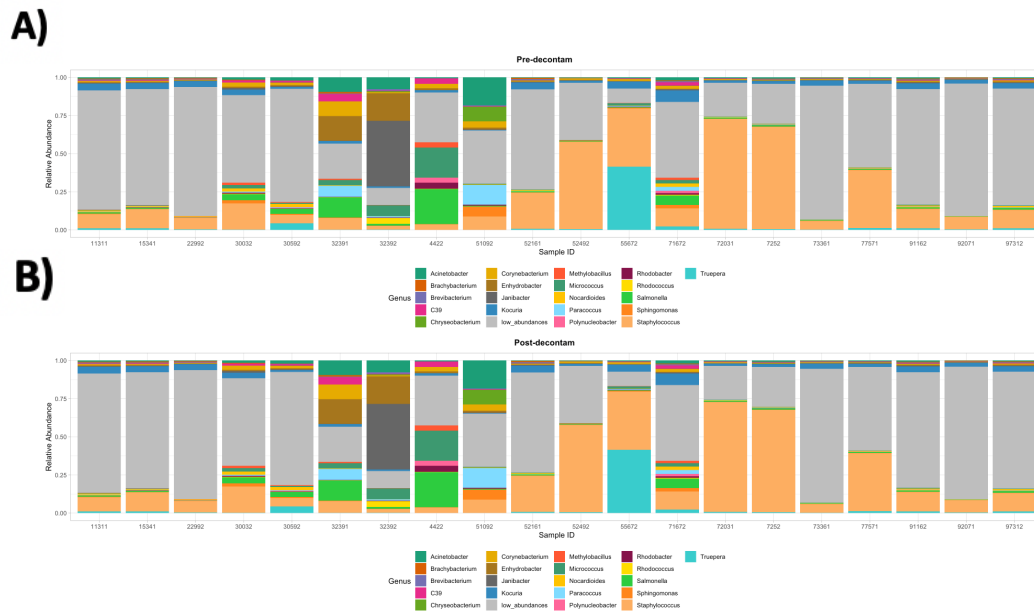 A)
Pre-decontam
1.00
0.75
0.50
0.25
0.00
Relative Abundance
11311 15341 22992 30032 30592 32391 32392 4422 51092 52161 52492 55672 71672 72031 7252 73361 77571 91162 92071 97312
Sample ID
Genus
Acinetobacter Corynebacterium Methylobacillus Rhodobacter Truepera
Brachybacterium Enhydrobacter Micrococcus Rhodococcus
Brevibacterium Janibacter Nocardioides Salmonella
C39 Kocuria Paracoccus Sphingomonas
Chryseobacterium low_abundances Polynucleobacter Staphylococcus
B)
Post-decontam
1.00
0.75
0.50
0.25
0.00
Relative Abundance
11311 15341 22992 30032 30592 32391 32392 4422 51092 52161 52492 55672 71672 72031 7252 73361 77571 91162 92071 97312
Sample ID
Genus
Acinetobacter Corynebacterium Methylobacillus Rhodobacter Truepera
Brachybacterium Enhydrobacter Micrococcus Rhodococcus
Brevibacterium Janibacter Nocardioides Salmonella
C39 Kocuria Paracoccus Sphingomonas
Chryseobacterium low_abundances Polynucleobacter Staphylococcus